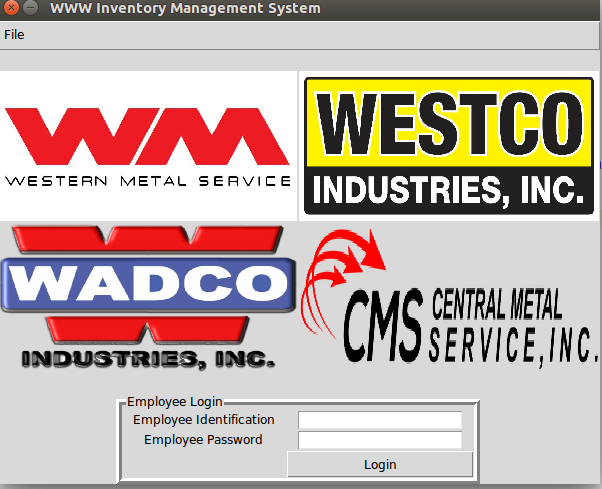 WWW Inventory Management System
File
WM
WESTERN METAL SERVICE
WESTCO
INDUSTRIES, INC.
WADCO
INDUSTRIES, INC.
CMS CENTRAL METAL
SERVICE, INC.
Employee Login
Employee Identification
Employee Password
Login